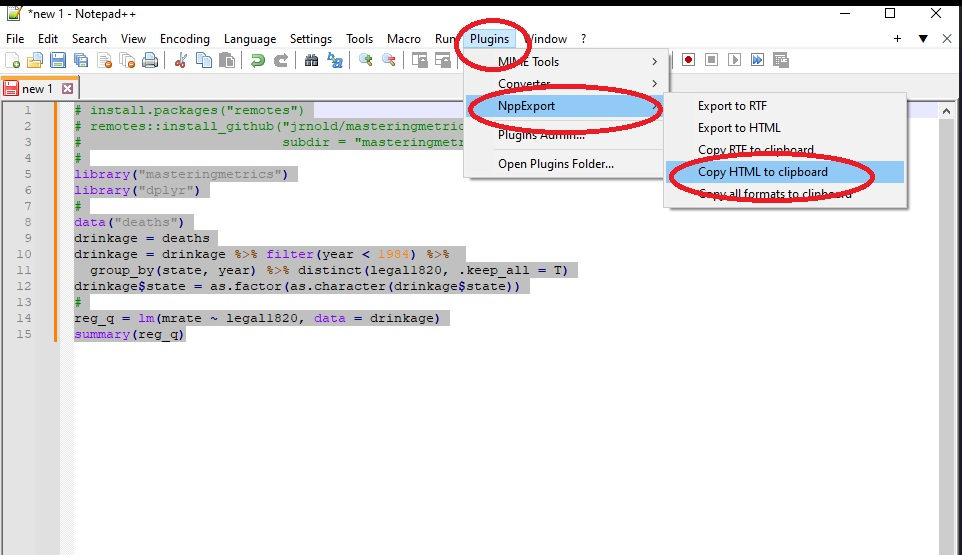 *new 1 - Notepad++
File Edit Search View Encoding Language Settings Tools Macro Run Plugins Window ?
new 1
MIME Tools
Converter
NppExport
Plugins Admin...
Open Plugins Folder...
Export to RTF
Export to HTML
Copy RTF to clipboard
Copy HTML to clipboard
Copy all formats to clipboard
1 # install.packages("remotes")
2 # remotes::install_github("jrnold/masteringmetric
3 # subdir = "masteringmet
4 #
5 library("masteringmetrics")
6 library("dplyr")
7 #
8 data("deaths")
9 drinkage = deaths
10 drinkage = drinkage %>% filter(year < 1984) %>%
11 group_by(state, year) %>% distinct(legal1820, .keep_all = T)
12 drinkage$state = as.factor(as.character(drinkage$state))
13 #
14 reg_q = lm(mrate ~ legal1820, data = drinkage)
15 summary(reg_q)